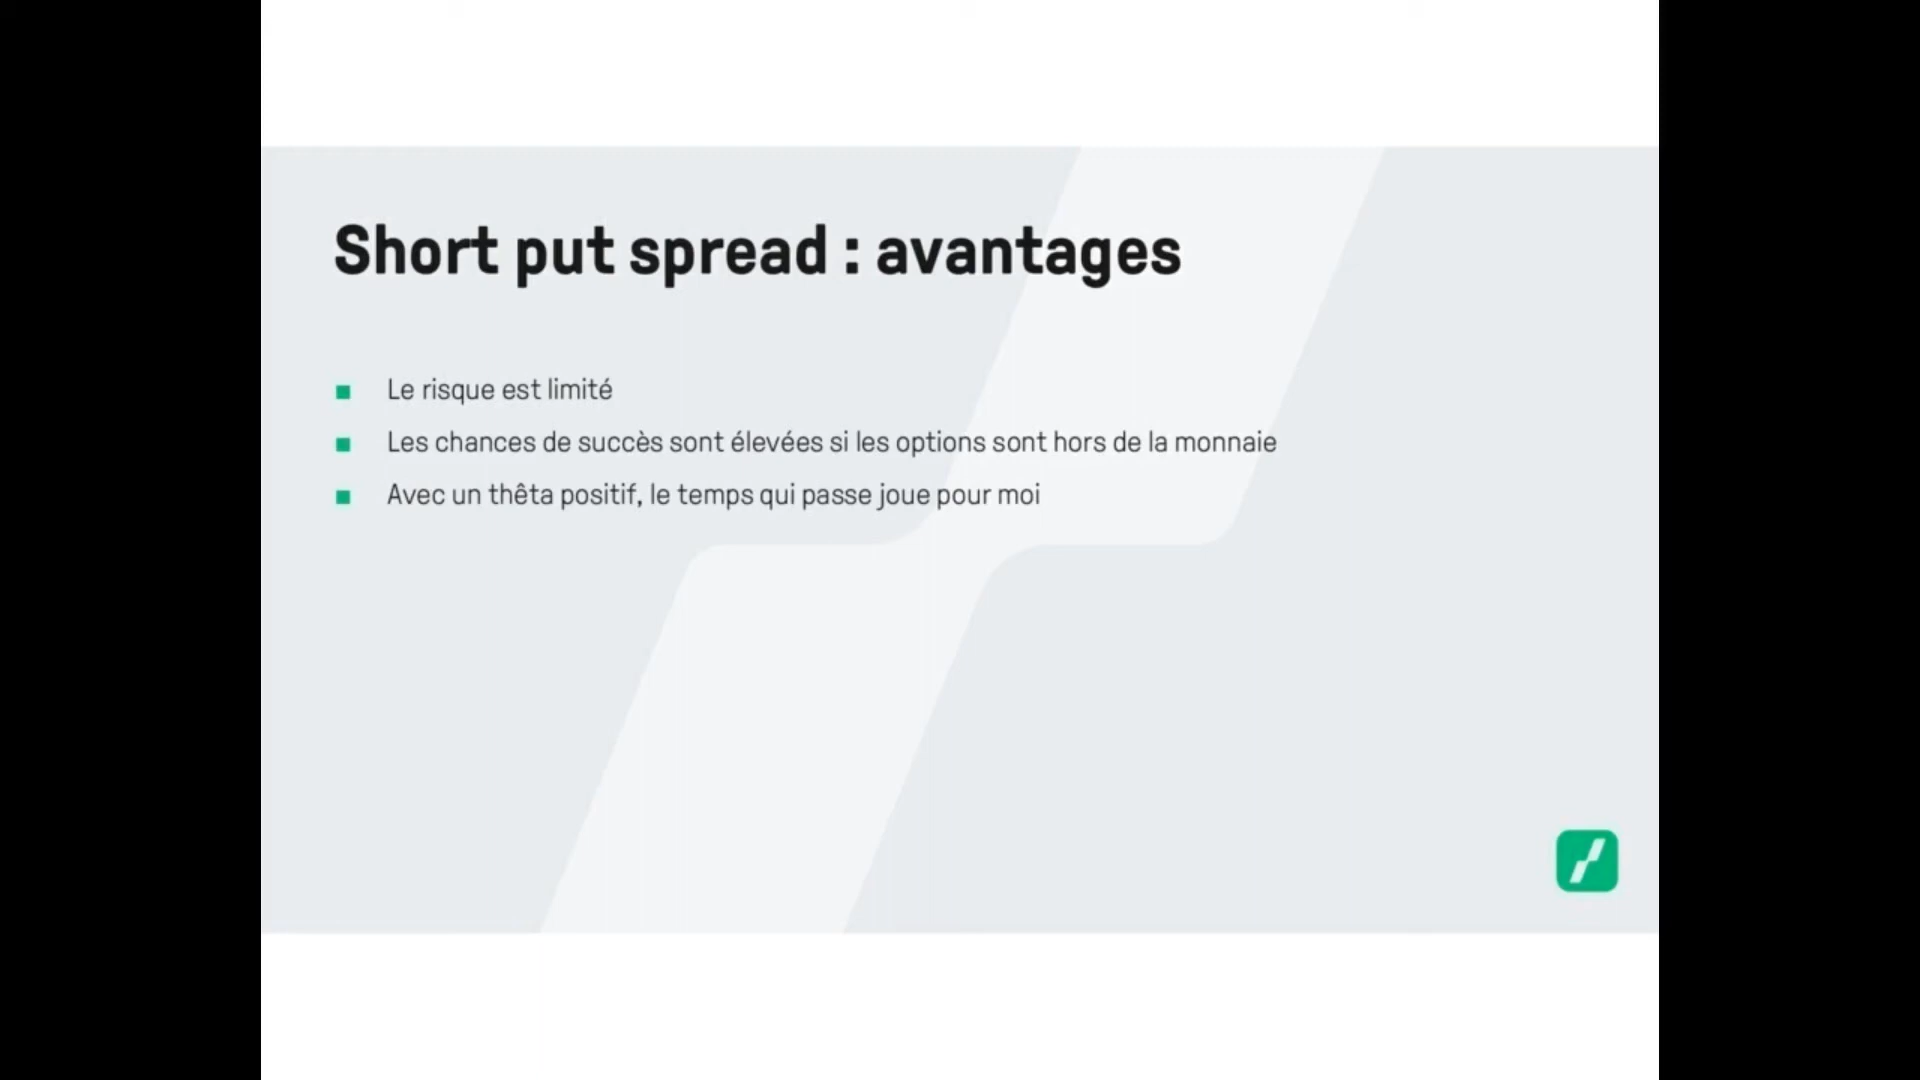 Short put spread : avantages
Le risque est limité
Les chances de succès sont élevées si les options sont hors de la monnaie
Avec un thêta positif, le temps qui passe joue pour moi